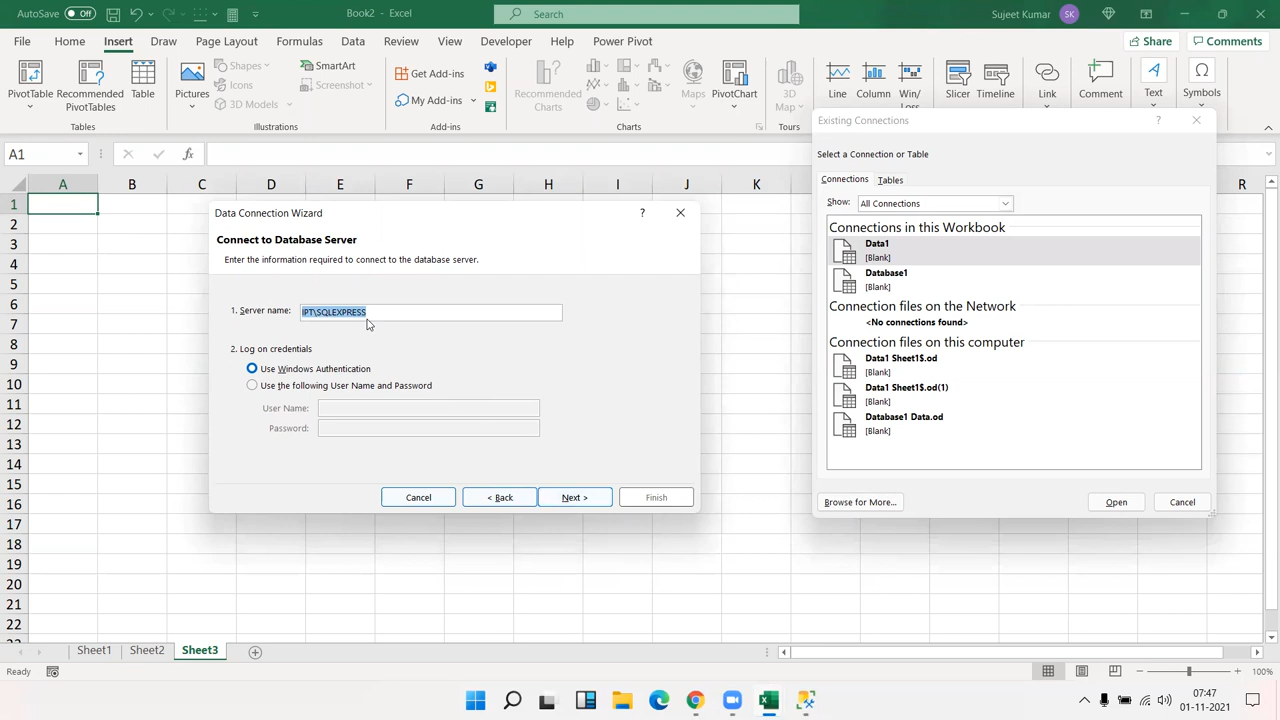 AutoSave Off Book2 - Excel Search Sujeet Kumar SK
File Home Insert Draw Page Layout Formulas Data Review View Developer Help Power Pivot Share Comments
PivotTable Recommended PivotTables Table
Tables
Pictures Shapes Icons 3D Models SmartArt Screenshot
Illustrations
Get Add-ins My Add-ins
Add-ins
Recommended Charts Maps PivotChart
Charts
3D Map
Tours
Line Column Win/ Loss
Slicer Timeline
Link
Comment
Text
Symbols
A1 fx
A B C D E F G H I J K R
1
2
3
4
5
6
7
8
9
10
11
12
13
14
15
16
17
18
19
20
21
22
23
Data Connection Wizard ?
Connect to Database Server
Enter the information required to connect to the database server.
1. Server name: IPT\SQLEXPRESS
2. Log on credentials
Use Windows Authentication
Use the following User Name and Password
User Name:
Password:
Cancel < Back Next > Finish
Existing Connections ?
Select a Connection or Table
Connections Tables
Show: All Connections
Connections in this Workbook
Data1
[Blank]
Database1
[Blank]
Connection files on the Network
<No connections found>
Connection files on this computer
Data1 Sheet1$.od
[Blank]
Data1 Sheet1$.od(1)
[Blank]
Database1 Data.od
[Blank]
Browse for More... Open Cancel
Sheet1 Sheet2 Sheet3
Ready 100%
07:47
01-11-2021